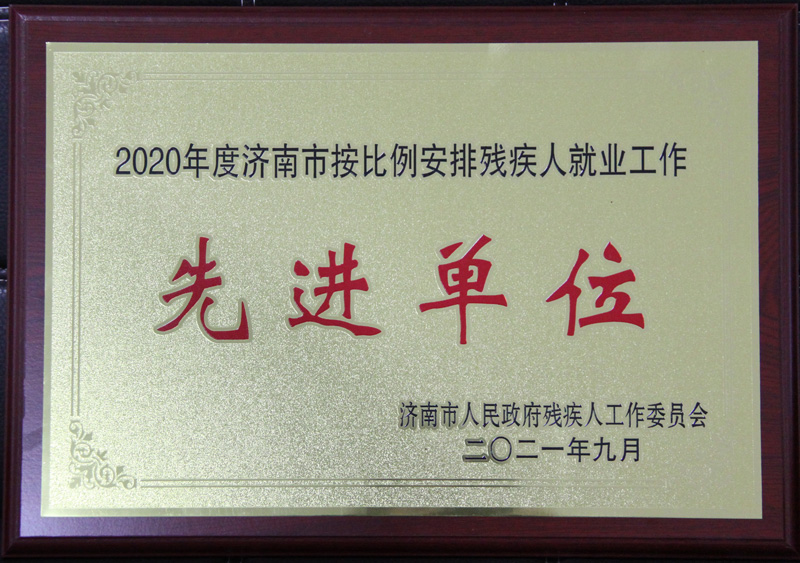 2020年度济南市按比例安排残疾人就业工作
先进单位
济南市人民政府残疾人工作委员会
二〇二一年九月